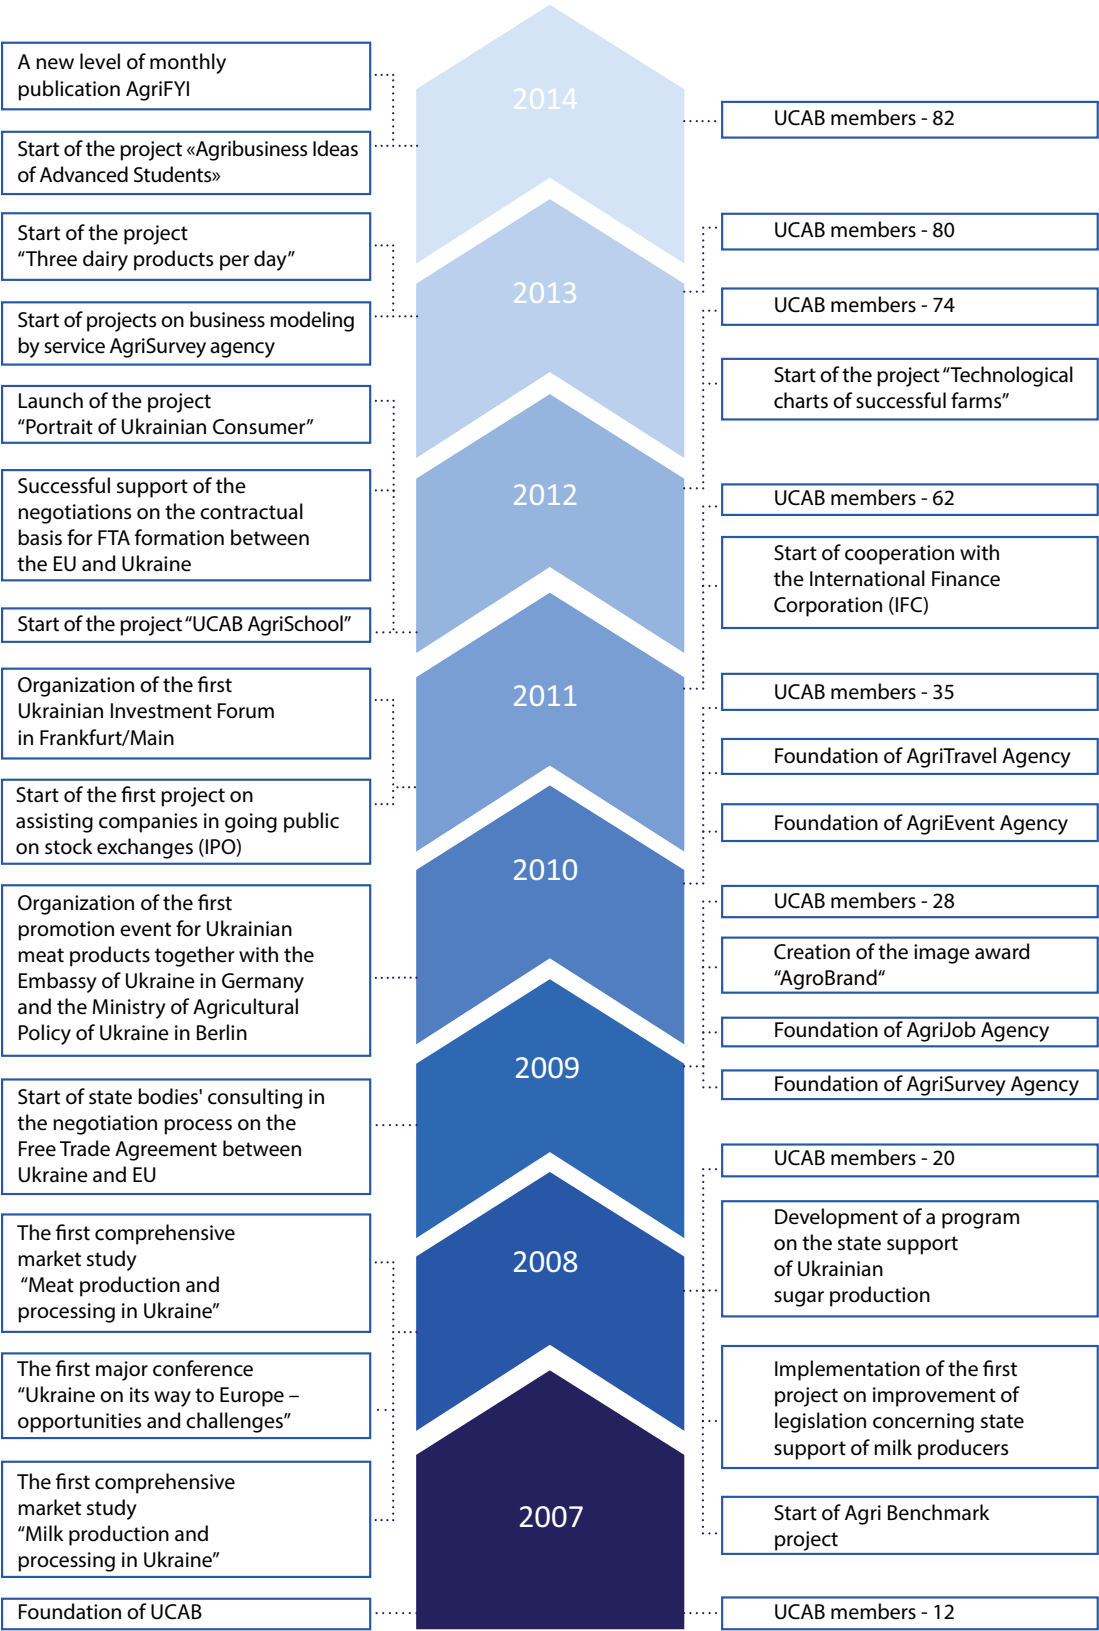 A new level of monthly
publication AgriFYI
Start of the project «Agribusiness Ideas
of Advanced Students»
2014
UCAB members - 82
Start of the project
“Three dairy products per day”
Start of projects on business modeling
by service AgriSurvey agency
2013
UCAB members - 80
Launch of the project
“Portrait of Ukrainian Consumer”
Successful support of the
negotiations on the contractual
basis for FTA formation between
the EU and Ukraine
Start of the project “UCAB AgriSchool”
2012
UCAB members - 74
Start of the project “Technological
charts of successful farms”
Organization of the first
Ukrainian Investment Forum
in Frankfurt/Main
Start of the first project on
assisting companies in going public
on stock exchanges (IPO)
2011
UCAB members - 62
Start of cooperation with
the International Finance
Corporation (IFC)
Organization of the first
promotion event for Ukrainian
meat products together with the
Embassy of Ukraine in Germany
and the Ministry of Agricultural
Policy of Ukraine in Berlin
2010
UCAB members - 35
Foundation of AgriTravel Agency
Foundation of AgriEvent Agency
Start of state bodies' consulting in
the negotiation process on the
Free Trade Agreement between
Ukraine and EU
2009
UCAB members - 28
Creation of the image award
“AgroBrand“
Foundation of AgriJob Agency
Foundation of AgriSurvey Agency
The first comprehensive
market study
“Meat production and
processing in Ukraine”
The first major conference
“Ukraine on its way to Europe –
opportunities and challenges”
The first comprehensive
market study
“Milk production and
processing in Ukraine”
2008
UCAB members - 20
Development of a program
on the state support
of Ukrainian
sugar production
Implementation of the first
project on improvement of
legislation concerning state
support of milk producers
Start of Agri Benchmark
project
Foundation of UCAB
2007
UCAB members - 12